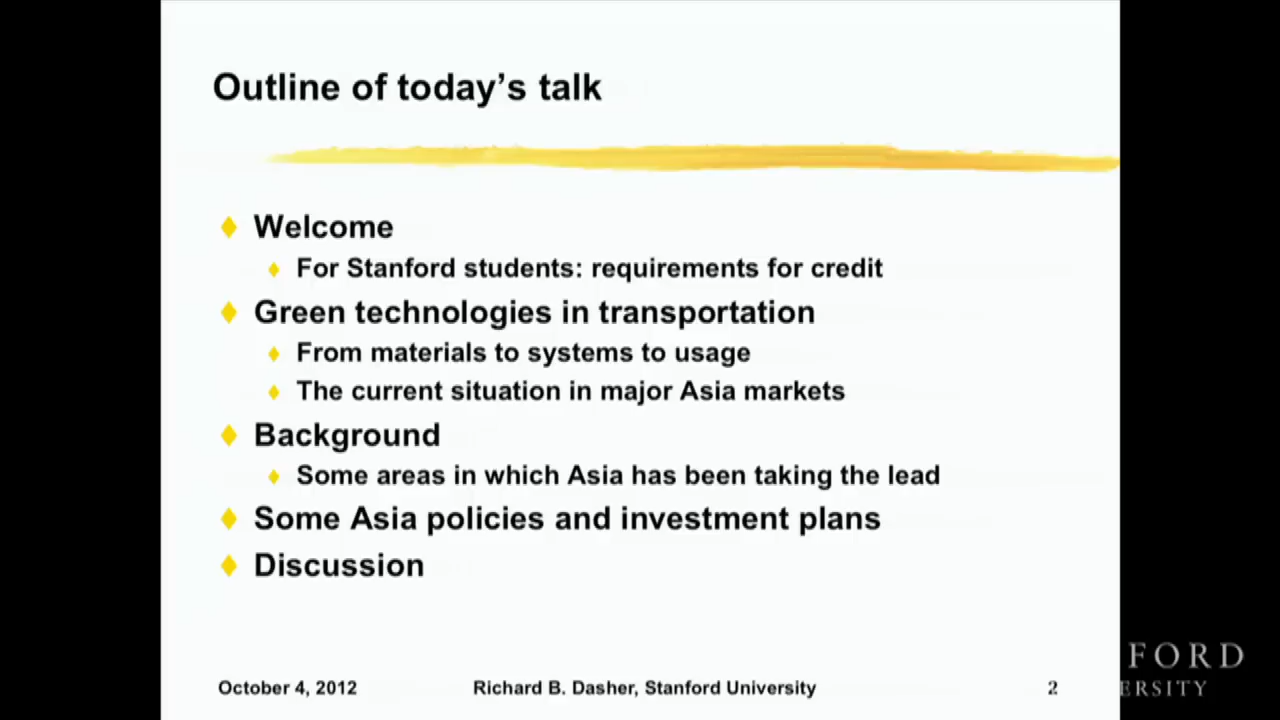 Outline of today's talk
Welcome
For Stanford students: requirements for credit
Green technologies in transportation
From materials to systems to usage
The current situation in major Asia markets
Background
Some areas in which Asia has been taking the lead
Some Asia policies and investment plans
Discussion
October 4, 2012
Richard B. Dasher, Stanford University
2
FORD
ERSITY